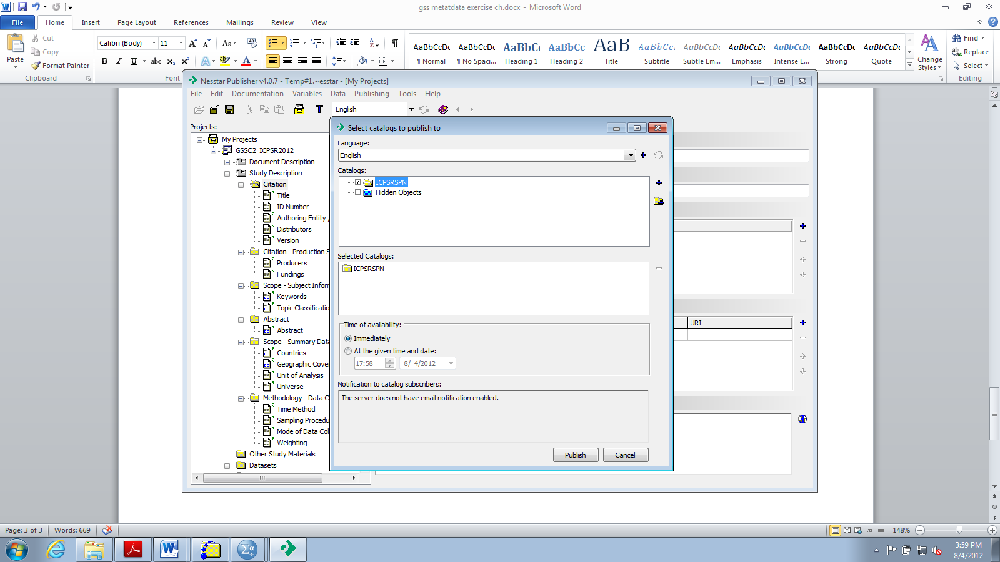 gss metatdata exercise ch.docx - Microsoft Word
File Home Insert Page Layout References Mailings Review View
Paste Cut Copy Format Painter
Clipboard
Calibri (Body) 11
Font
AaBbCcDc AaBbCcDc AaBbCc AaBbCc AaB AaBbCc. AaBbCcDc AaBbCcDc AaBbCcDc AaBbCcDc AaBbCcDc
¶ Normal ¶ No Spaci... Heading 1 Heading 2 Title Subtitle Subtle Em... Emphasis Intense E... Strong Quote
Change Styles
Find
Replace
Select
Editing
Nesstar Publisher v4.0.7 - Temp#1.~esstar - [My Projects]
File Edit Documentation Variables Data Publishing Tools Help
English
Projects:
My Projects
GSSC2_ICPSR2012
Document Description
Study Description
Citation
Title
ID Number
Authoring Entity /
Distributors
Version
Citation - Production S
Producers
Fundings
Scope - Subject Inforr
Keywords
Topic Classificatio
Abstract
Abstract
Scope - Summary Data
Countries
Geographic Cover
Unit of Analysis
Universe
Methodology - Data C
Time Method
Sampling Procedu
Mode of Data Col
Weighting
Other Study Materials
Datasets
Select catalogs to publish to
Language:
English
Catalogs:
ICPSRSPN
Hidden Objects
Selected Catalogs:
ICPSRSPN
Time of availability:
Immediately
At the given time and date:
17:58 8/ 4/2012
Notification to catalog subscribers:
The server does not have email notification enabled.
Publish Cancel
URI
Page: 3 of 3 Words: 669 148%
3:59 PM
8/4/2012